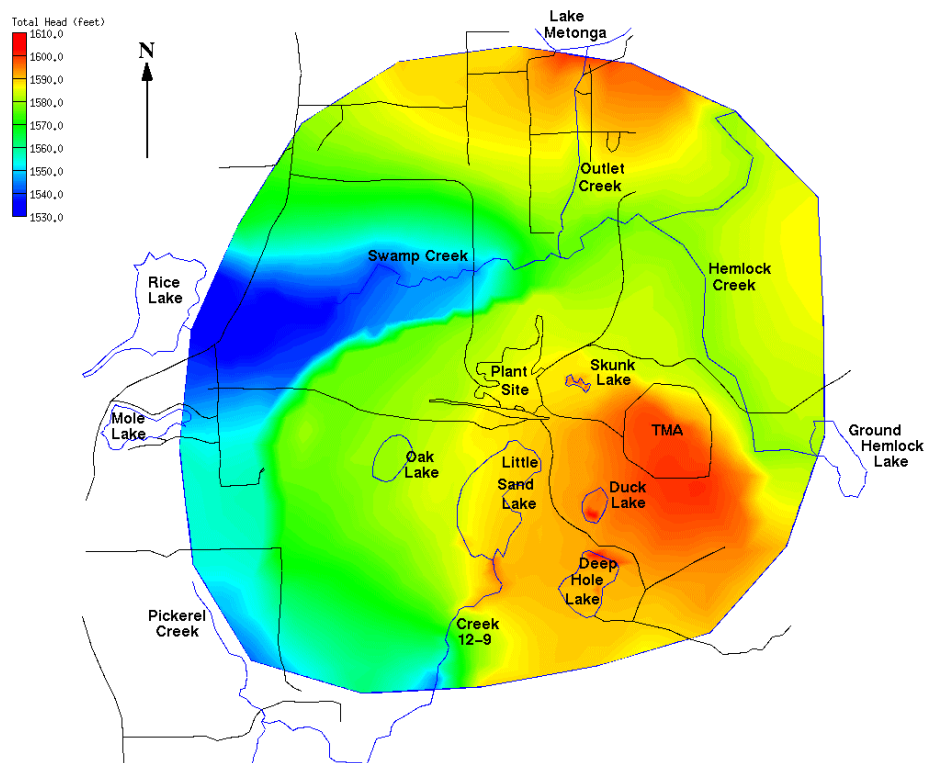 Total Head (feet)
1610.0
1600.0
1590.0
1580.0
1570.0
1560.0
1550.0
1540.0
1530.0
N
Lake
Metonga
Outlet
Creek
Swamp Creek
Hemlock
Creek
Rice
Lake
Plant
Site
Skunk
Lake
Mole
Lake
TMA
Ground
Hemlock
Lake
Oak
Lake
Little
Sand
Lake
Duck
Lake
Deep
Hole
Lake
Pickerel
Creek
Creek
12-9